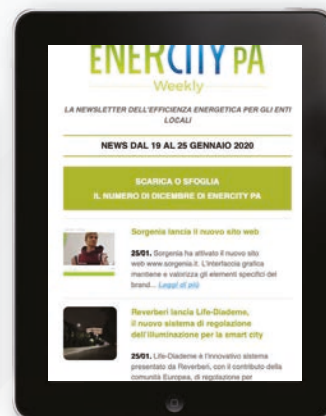 ENERCITY PA
Weekly
LA NEWSLETTER DELL'EFFICIENZA ENERGETICA PER GLI ENTI
LOCALI
NEWS DAL 19 AL 25 GENNAIO 2020
SCARICA O SFOGLIA
IL NUMERO DI DICEMBRE DI ENERCITY PA
Sorgenia lancia il nuovo sito web
25/01. Sorgenia ha attivato il nuovo sito
web www.sorgenia.it. L'interfaccia grafica
mantiene e valorizza gli elementi specifici del
brand... Leggi di più
Reverberi lancia Life-Diademe,
il nuovo sistema di regolazione
dell'illuminazione per la smart city
25/01. Life-Diademe è l'innovativo sistema
presentato da Reverberi, con il contributo della
comunità Europea, di regolazione per